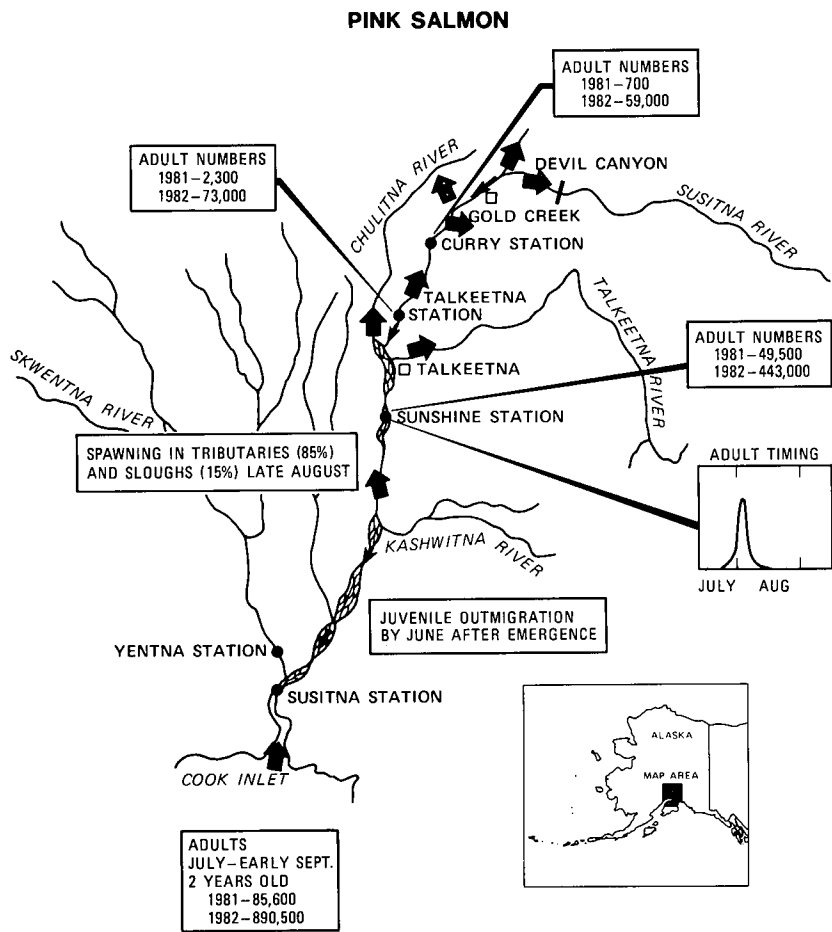 PINK SALMON
ADULT NUMBERS
1981–700
1982–59,000
ADULT NUMBERS
1981–2,300
1982–73,000
CHULITNA RIVER
DEVIL CANYON
SUSITNA RIVER
GOLD CREEK
CURRY STATION
TALKEETNA
STATION
TALKEETNA RIVER
TALKEETNA
ADULT NUMBERS
1981–49,500
1982–443,000
SKWENTNA RIVER
SUNSHINE STATION
SPAWNING IN TRIBUTARIES (85%)
AND SLOUGHS (15%) LATE AUGUST
ADULT TIMING
JULY AUG
KASHWITNA RIVER
JUVENILE OUTMIGRATION
BY JUNE AFTER EMERGENCE
YENTNA STATION
SUSITNA STATION
COOK INLET
ALASKA
MAP AREA
ADULTS
JULY–EARLY SEPT.
2 YEARS OLD
1981–85,600
1982–890,500